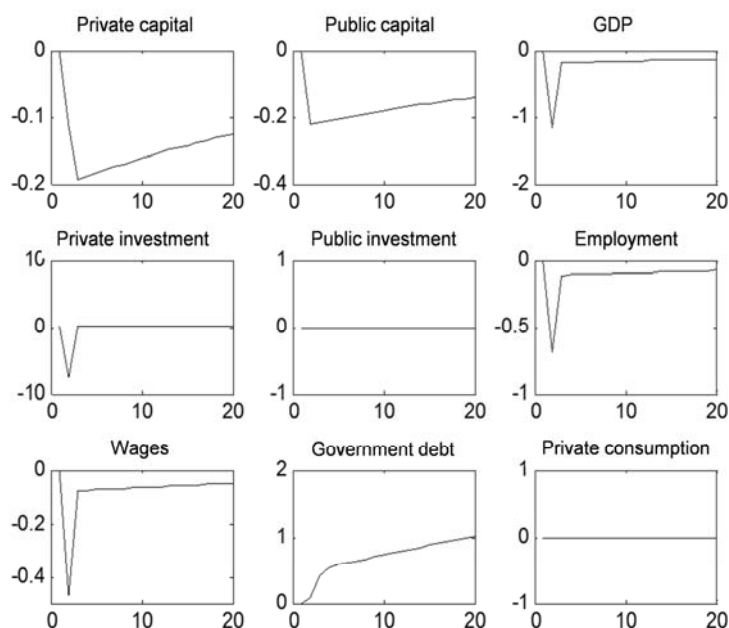 Private capital
Public capital
GDP
0
-0.1
-0.2
0 10 20
0
-0.2
-0.4
0 10 20
0
-1
-2
0 10 20
Private investment
Public investment
Employment
10
0
-10
0 10 20
1
0
-1
0 10 20
0
-0.5
-1
0 10 20
Wages
Government debt
Private consumption
0
-0.2
-0.4
0 10 20
2
1
0
0 10 20
1
0
-1
0 10 20